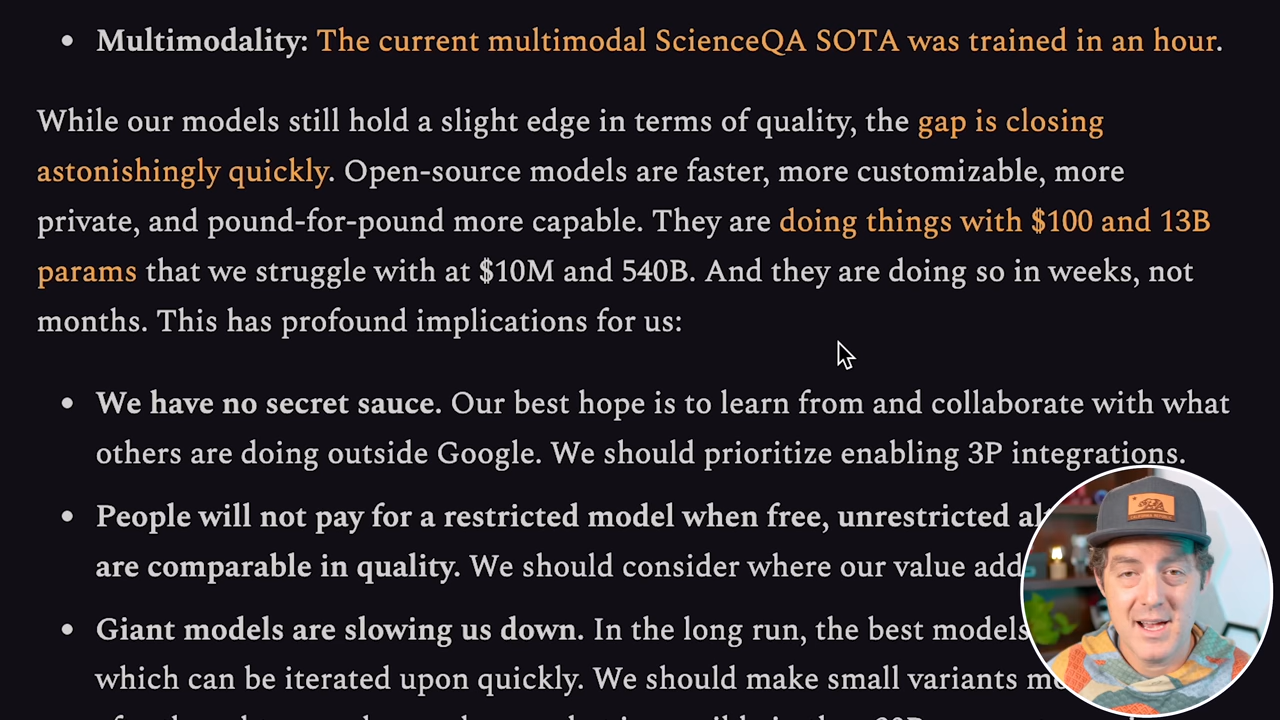 • Multimodality: The current multimodal ScienceQA SOTA was trained in an hour.
While our models still hold a slight edge in terms of quality, the gap is closing
astonishingly quickly. Open-source models are faster, more customizable, more
private, and pound-for-pound more capable. They are doing things with $100 and 13B
params that we struggle with at $10M and 540B. And they are doing so in weeks, not
months. This has profound implications for us:
• We have no secret sauce. Our best hope is to learn from and collaborate with what
others are doing outside Google. We should prioritize enabling 3P integrations.
• People will not pay for a restricted model when free, unrestricted
are comparable in quality. We should consider where our value add
• Giant models are slowing us down. In the long run, the best models
which can be iterated upon quickly. We should make small variants